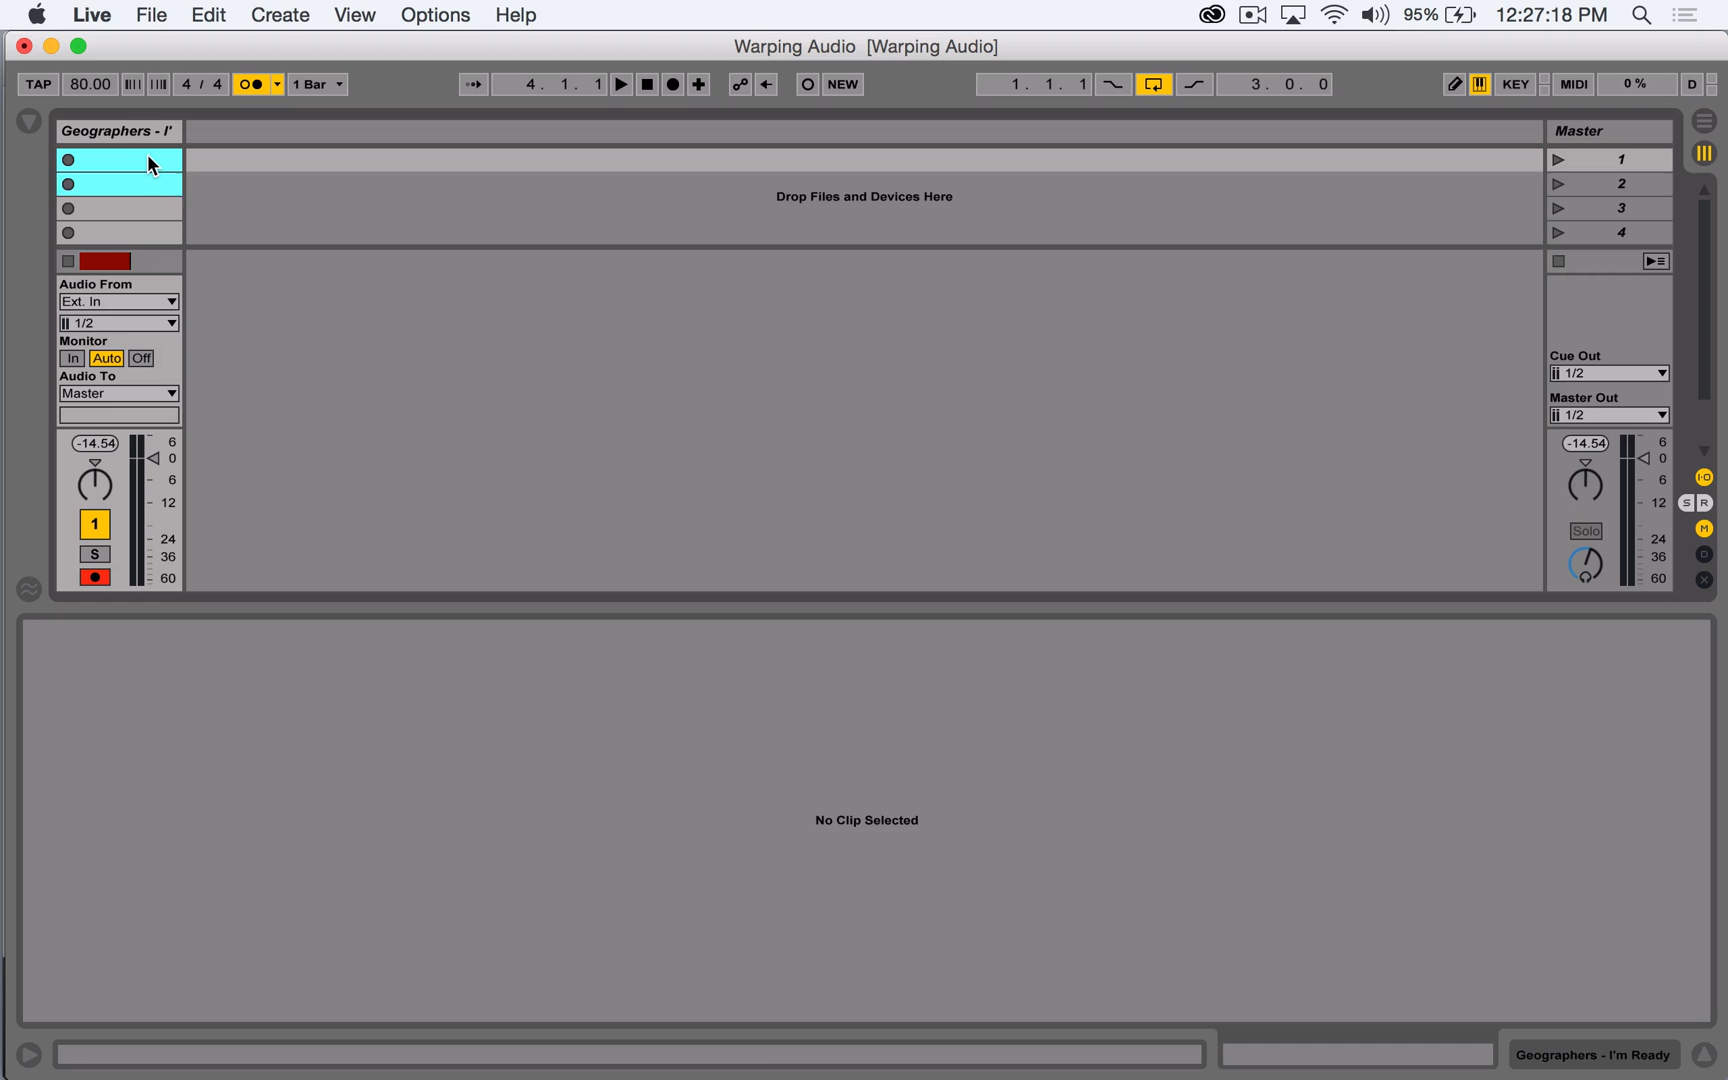 Live File Edit Create View Options Help 95% 12:27:18 PM
Warping Audio [Warping Audio]
TAP 80.00 4 / 4 1 Bar 4. 1. 1 NEW 1. 1. 1 3. 0. 0 KEY MIDI 0 % D
Geographers - I' Master
1
Drop Files and Devices Here
2
3
4
Audio From
Ext. In
1/2
Monitor
In Auto Off
Audio To
Master
Cue Out
1/2
Master Out
1/2
-14.54 6 0 6 12 24 36 60
1
S
-14.54 6 0 6 12 24 36 60
Solo
I·O
S R
M
D
X
No Clip Selected
Geographers - I'm Ready